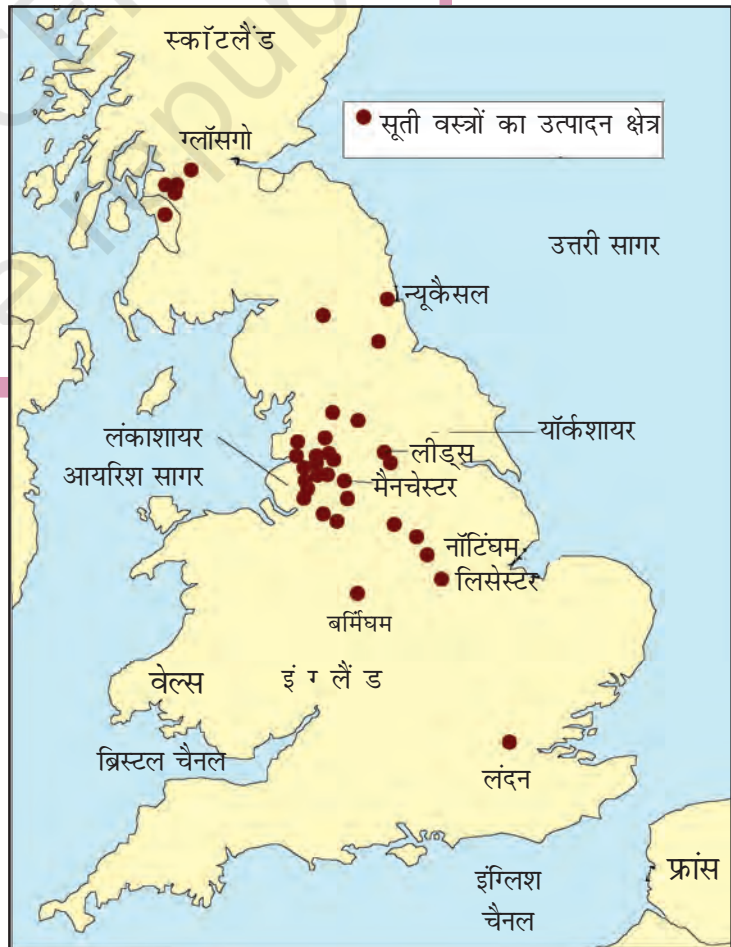 स्कॉटलैंड
सूती वस्त्रों का उत्पादन क्षेत्र
ग्लॉसगो
उत्तरी सागर
न्यूकैसल
लंकाशायर
यॉर्कशायर
आयरिश सागर
लीड्स
मैनचेस्टर
नॉटिंघम
लिसेस्टर
बर्मिंघम
वेल्स
इंग्लैंड
ब्रिस्टल चैनल
लंदन
इंग्लिश
चैनल
फ्रांस